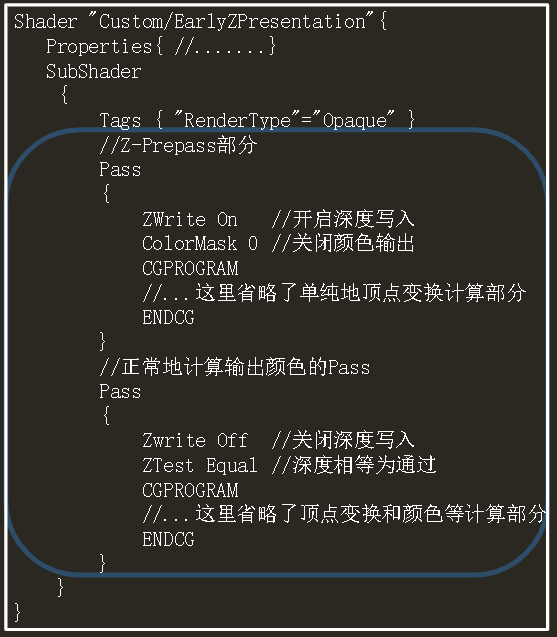 Shader "Custom/EarlyZPresentation"{
Properties{ //.......}
SubShader
{
Tags { "RenderType"="Opaque" }
//Z-Prepass部分
Pass
{
ZWrite On //开启深度写入
ColorMask 0 //关闭颜色输出
CGPROGRAM
//...这里省略了单纯地顶点变换计算部分
ENDCG
}
//正常地计算输出颜色的Pass
Pass
{
Zwrite Off //关闭深度写入
ZTest Equal //深度相等为通过
CGPROGRAM
//...这里省略了顶点变换和颜色等计算部分
ENDCG
}
}
}